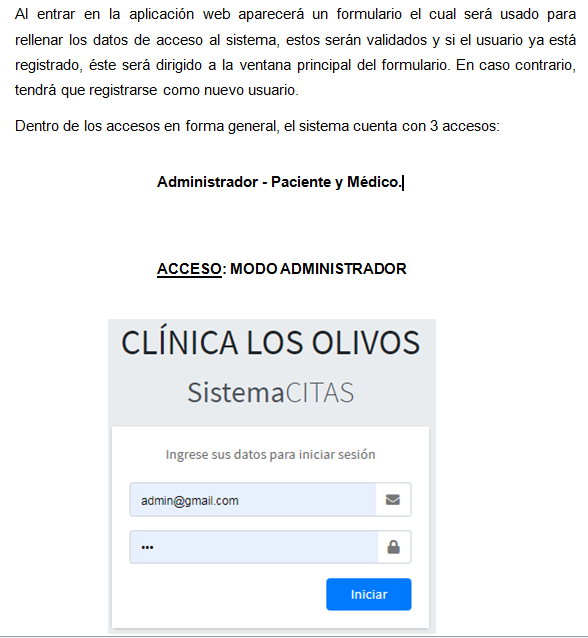 Al entrar en la aplicación web aparecerá un formulario el cual será usado para
rellenar los datos de acceso al sistema, estos serán validados y si el usuario ya está
registrado, éste será dirigido a la ventana principal del formulario. En caso contrario,
tendrá que registrarse como nuevo usuario.
Dentro de los accesos en forma general, el sistema cuenta con 3 accesos:
Administrador - Paciente y Médico.
ACCESO: MODO ADMINISTRADOR
CLÍNICA LOS OLIVOS
SistemaCITAS
Ingrese sus datos para iniciar sesión
admin@gmail.com
•••
Iniciar